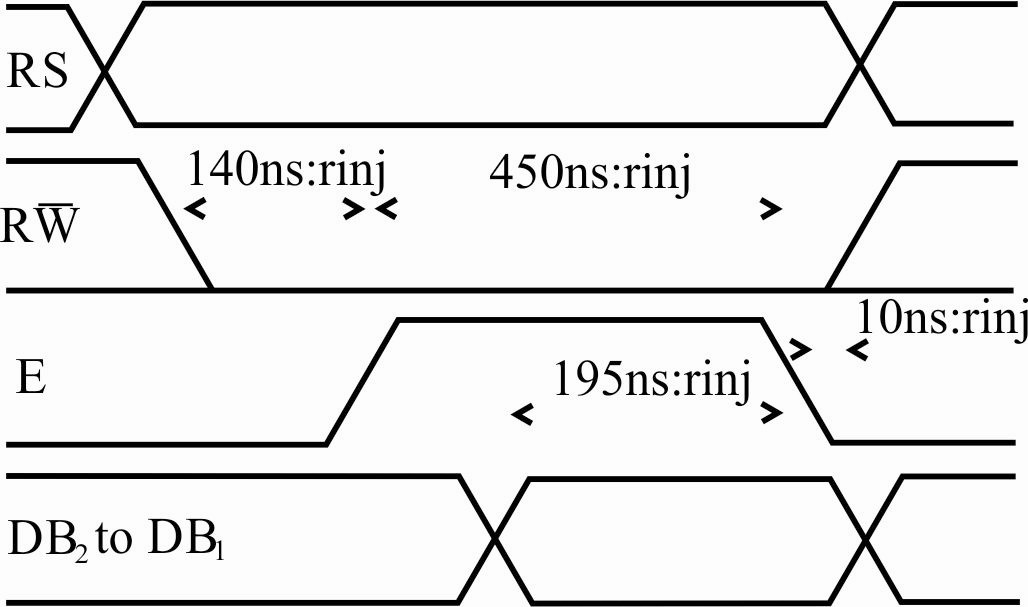 RS
140ns:rinj 450ns:rinj
RW̅
10ns:rinj
E
195ns:rinj
DB₂ to DB₁